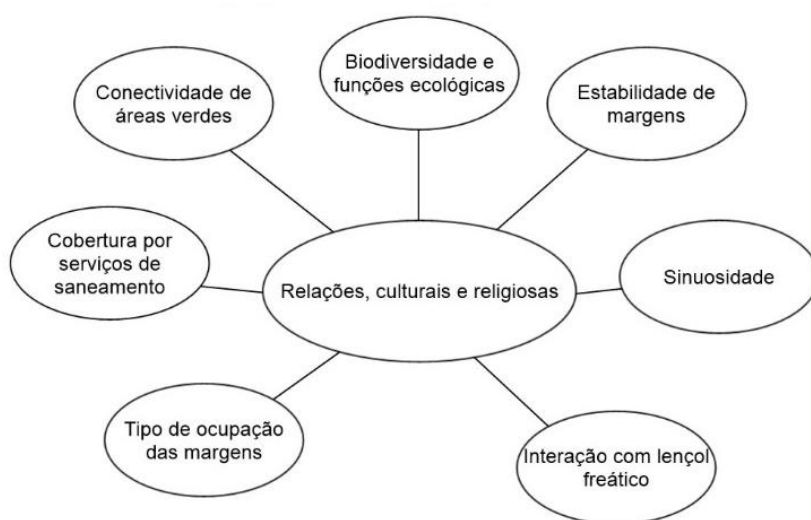 Biodiversidade e
funções ecológicas
Conectividade de
áreas verdes
Estabilidade de
margens
Cobertura por
serviços de
saneamento
Relações, culturais e religiosas
Sinuosidade
Tipo de ocupação
das margens
Interação com lençol
freático